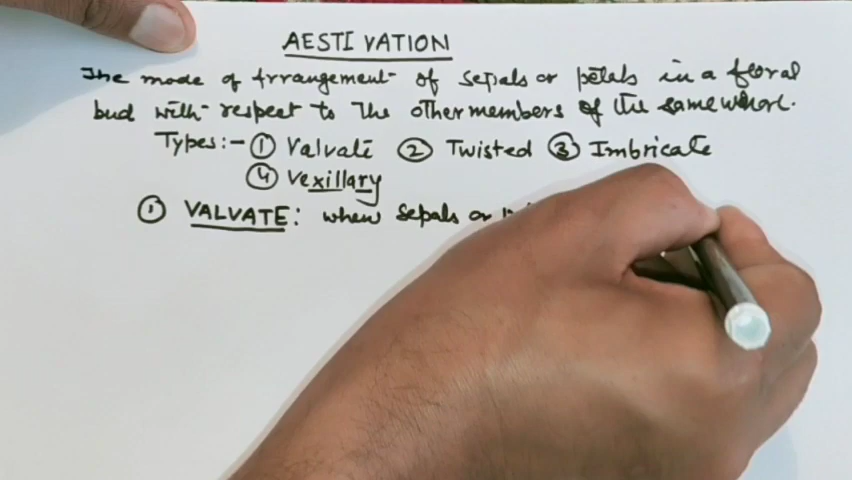 AESTIVATION
The mode of Arrangement of sepals or petals in a floral
bud with respect to the other members of the same whorl.
Types:- ① Valvate ② Twisted ③ Imbricate
④ Vexillary
① VALVATE: when sepals or